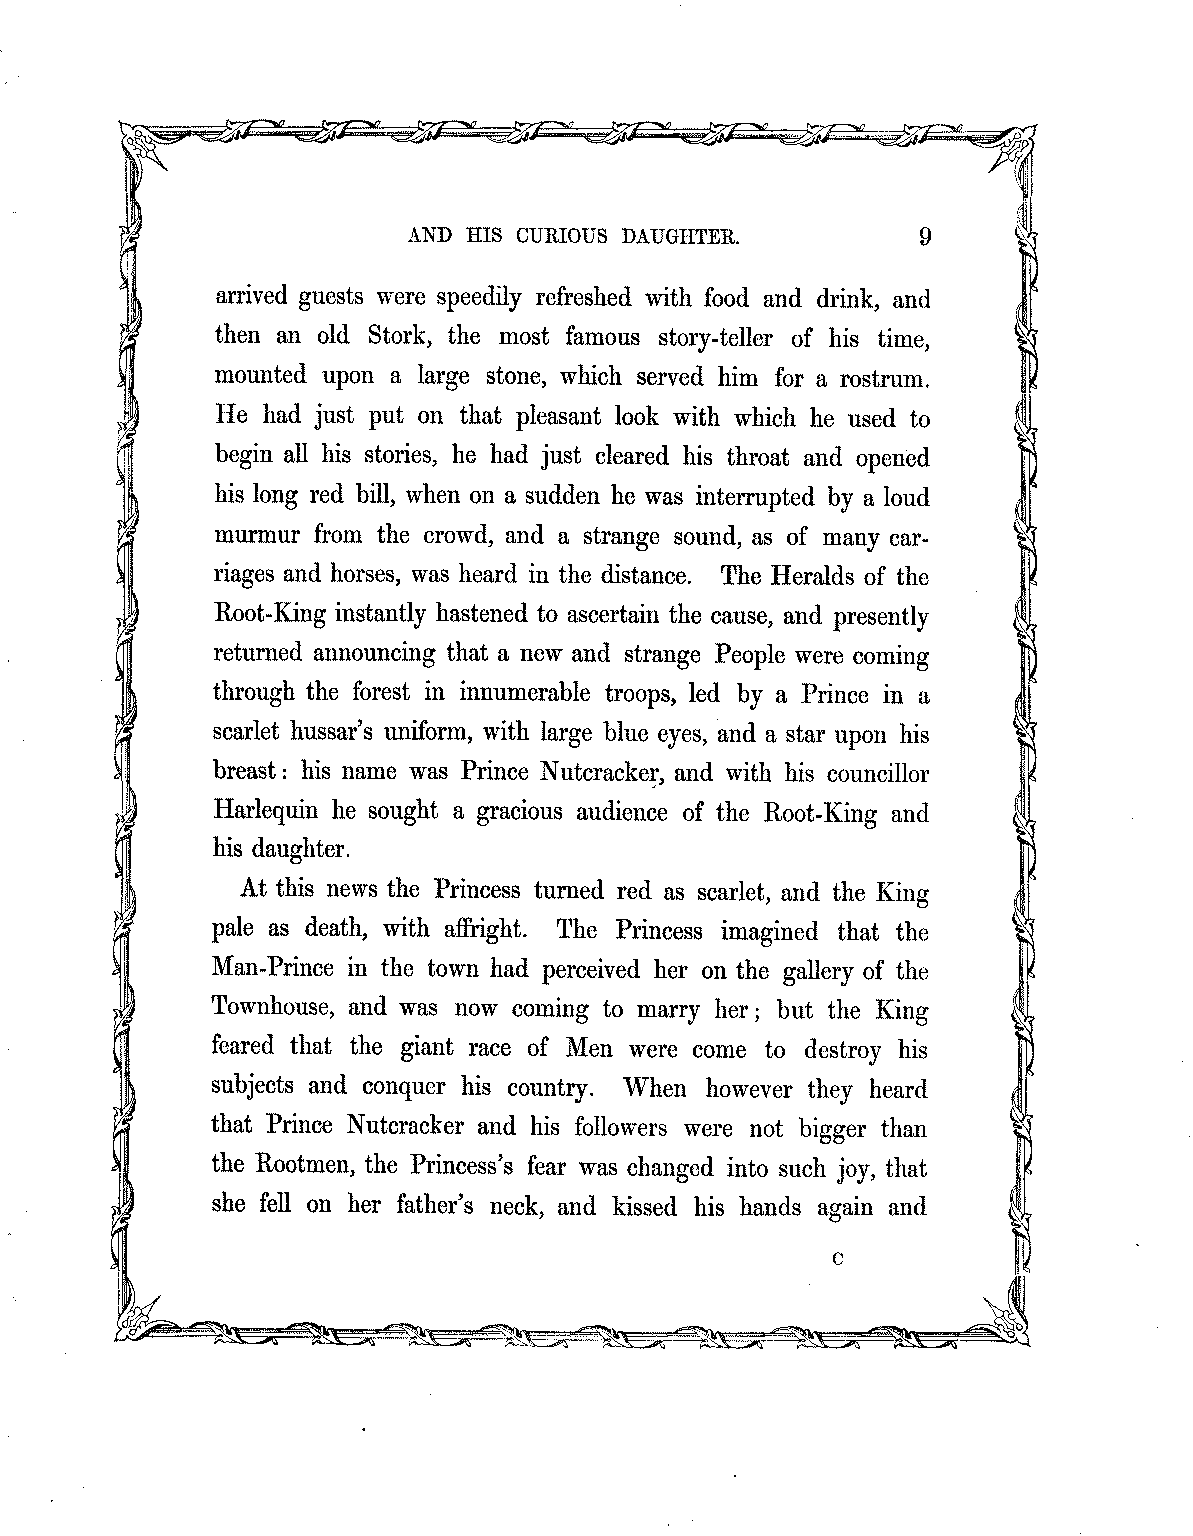 AND HIS CURIOUS DAUGHTER. 9
arrived guests were speedily refreshed with food and drink, and
then an old Stork, the most famous story-teller of his time,
mounted upon a large stone, which served him for a rostrum.
He had just put on that pleasant look with which he used to
begin all his stories, he had just cleared his throat and opened
his long red bill, when on a sudden he was interrupted by a loud
murmur from the crowd, and a strange sound, as of many car-
riages and horses, was heard in the distance. The Heralds of the
Root-King instantly hastened to ascertain the cause, and presently
returned announcing that a new and strange People were coming
through the forest in innumerable troops, led by a Prince in a
scarlet hussar's uniform, with large blue eyes, and a star upon his
breast: his name was Prince Nutcracker, and with his councillor
Harlequin he sought a gracious audience of the Root-King and
his daughter.
At this news the Princess turned red as scarlet, and the King
pale as death, with affright. The Princess imagined that the
Man-Prince in the town had perceived her on the gallery of the
Townhouse, and was now coming to marry her; but the King
feared that the giant race of Men were come to destroy his
subjects and conquer his country. When however they heard
that Prince Nutcracker and his followers were not bigger than
the Rootmen, the Princess's fear was changed into such joy, that
she fell on her father's neck, and kissed his hands again and
C